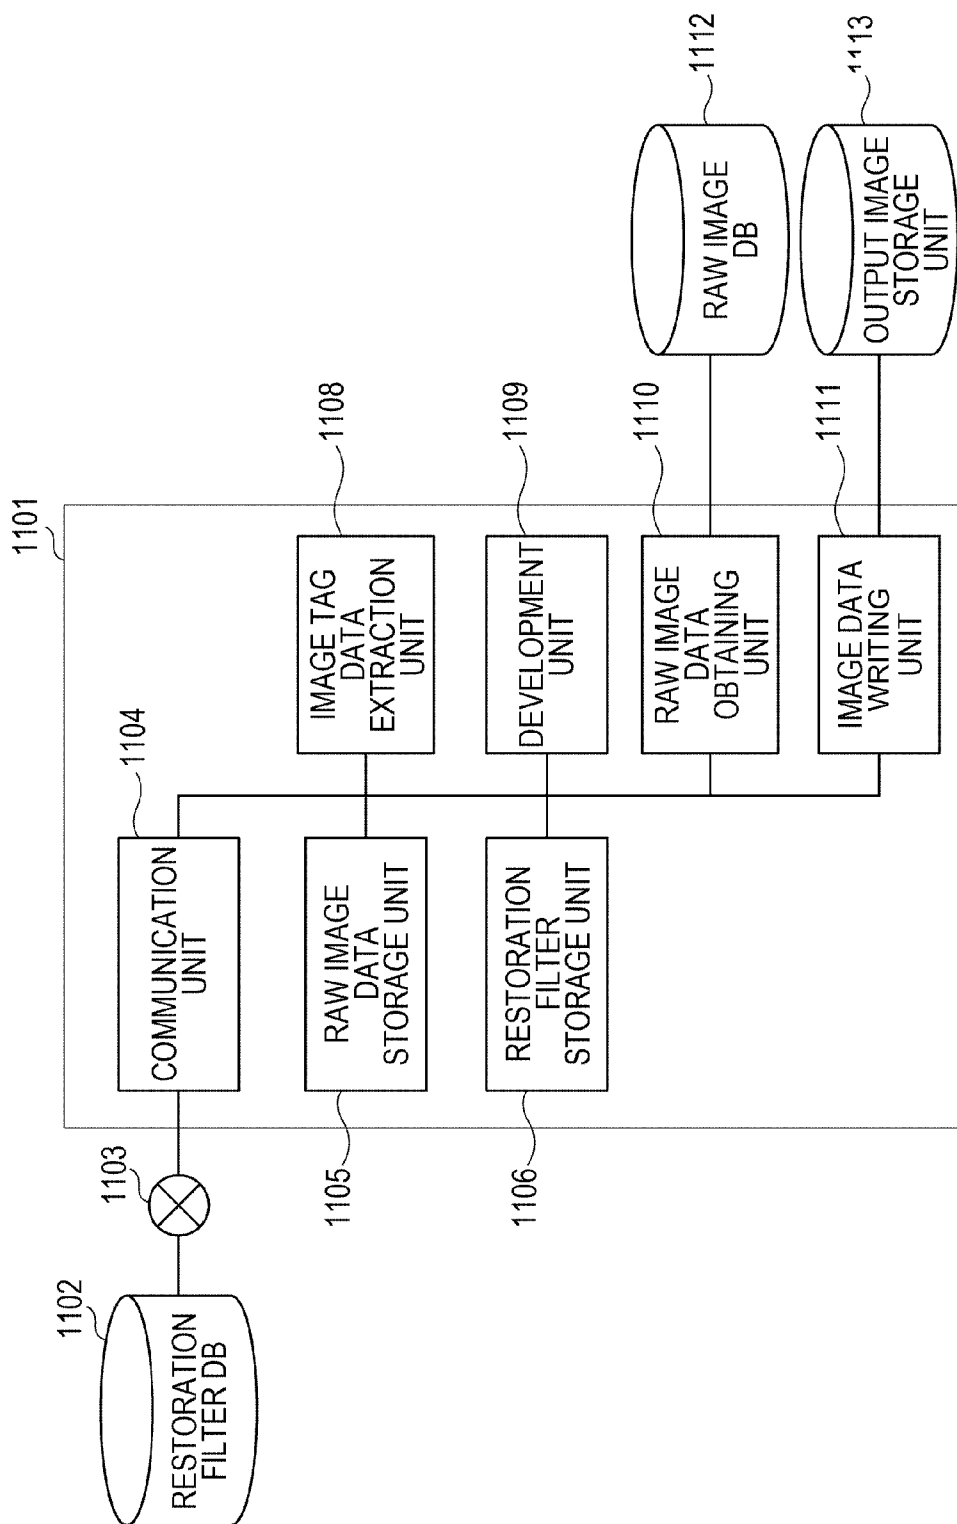 1101
1102
RESTORATION
FILTER DB
1103
1104
COMMUNICATION
UNIT
1105
RAW IMAGE
DATA
STORAGE UNIT
1108
IMAGE TAG
DATA
EXTRACTION
UNIT
1106
RESTORATION
FILTER
STORAGE UNIT
1109
DEVELOPMENT
UNIT
1110
RAW IMAGE
DATA
OBTAINING
UNIT
1112
RAW IMAGE
DB
1111
IMAGE DATA
WRITING
UNIT
1113
OUTPUT IMAGE
STORAGE
UNIT